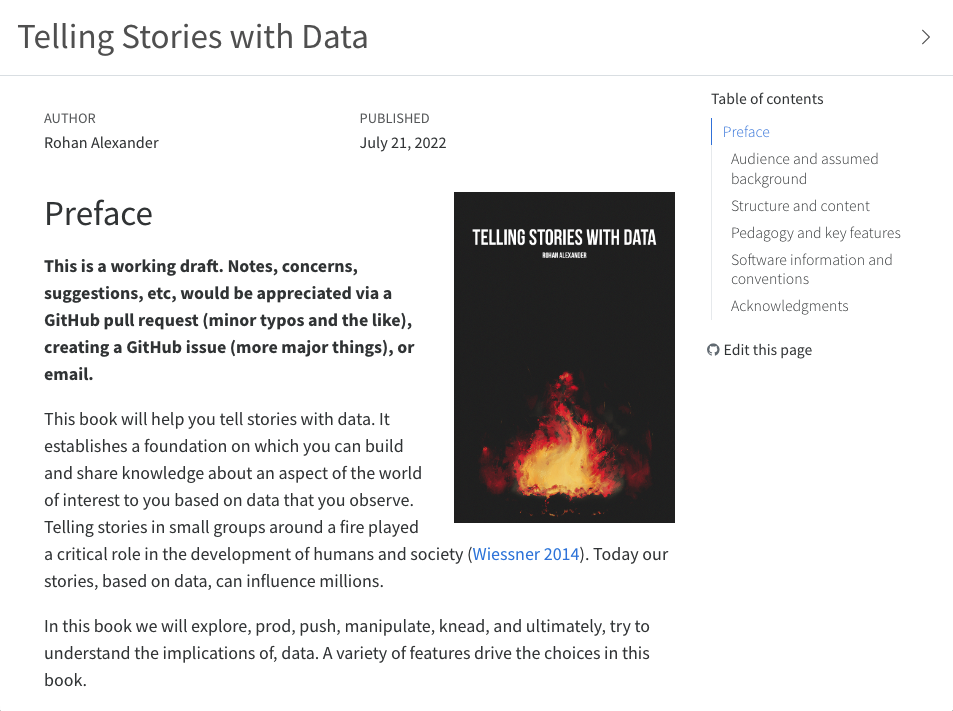 Telling Stories with Data
AUTHOR
Rohan Alexander
PUBLISHED
July 21, 2022
Preface
This is a working draft. Notes, concerns,
suggestions, etc, would be appreciated via a
GitHub pull request (minor typos and the like),
creating a GitHub issue (more major things), or
email.
TELLING STORIES WITH DATA
ROHAN ALEXANDER
This book will help you tell stories with data. It
establishes a foundation on which you can build
and share knowledge about an aspect of the world
of interest to you based on data that you observe.
Telling stories in small groups around a fire played
a critical role in the development of humans and society (Wiessner 2014). Today our
stories, based on data, can influence millions.
In this book we will explore, prod, push, manipulate, knead, and ultimately, try to
understand the implications of, data. A variety of features drive the choices in this
book.
Table of contents
Preface
Audience and assumed
background
Structure and content
Pedagogy and key features
Software information and
conventions
Acknowledgments
Edit this page